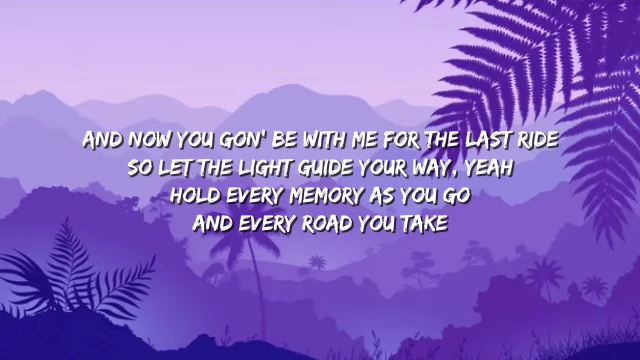 AND NOW YOU GON' BE WITH ME FOR THE LAST RIDE
SO LET THE LIGHT GUIDE YOUR WAY, YEAH
HOLD EVERY MEMORY AS YOU GO
AND EVERY ROAD YOU TAKE